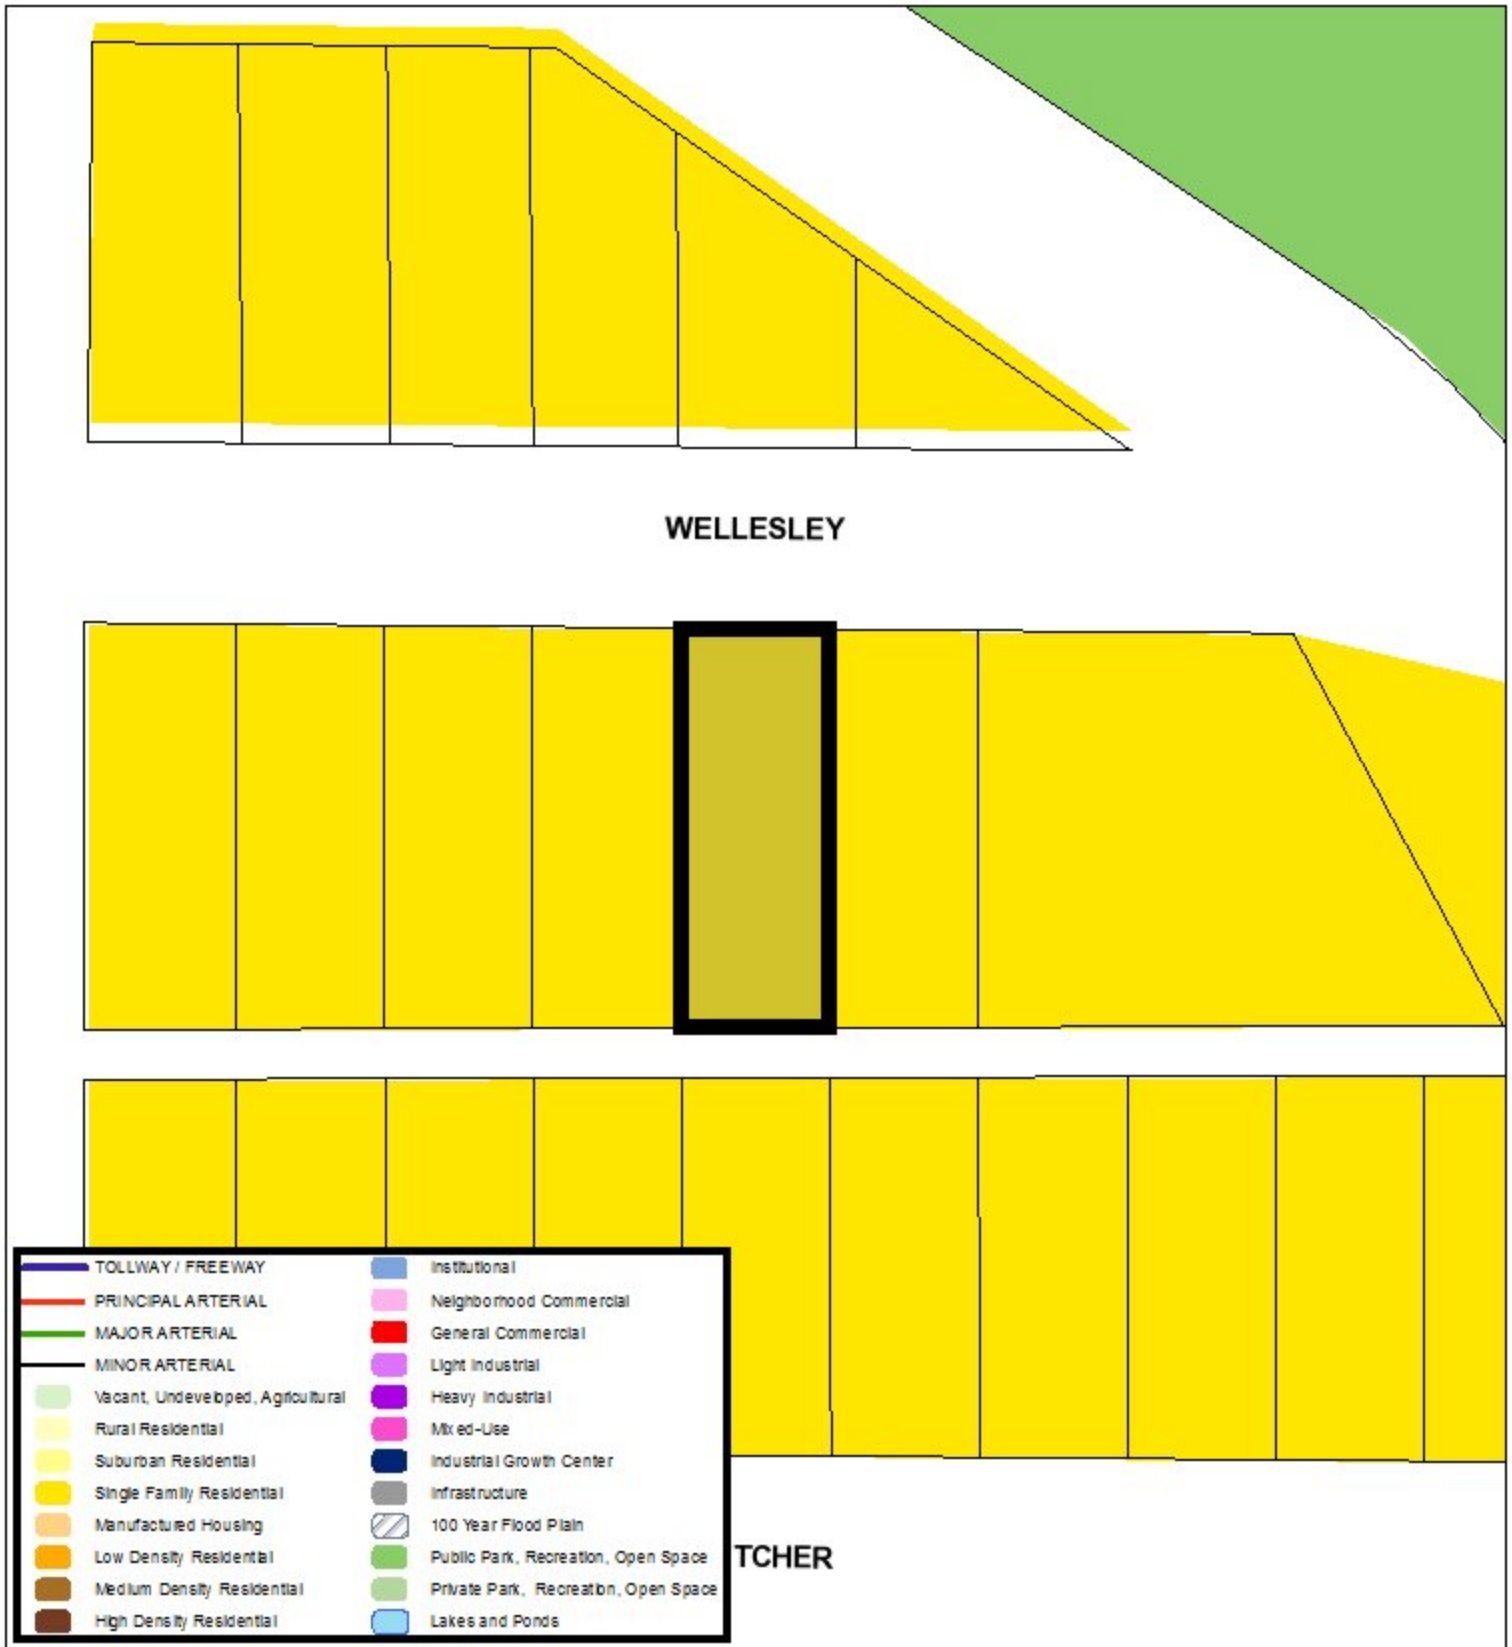 WELLESLEY
TOLLWAY / FREEWAY
PRINCIPAL ARTERIAL
MAJOR ARTERIAL
MINOR ARTERIAL
Vacant, Undeveloped, Agricultural
Rural Residential
Suburban Residential
Single Family Residential
Manufactured Housing
Low Density Residential
Medium Density Residential
High Density Residential
Institutional
Neighborhood Commercial
General Commercial
Light Industrial
Heavy Industrial
Mixed-Use
Industrial Growth Center
Infrastructure
100 Year Flood Plain
Public Park, Recreation, Open Space
Private Park, Recreation, Open Space
Lakes and Ponds
TCHER